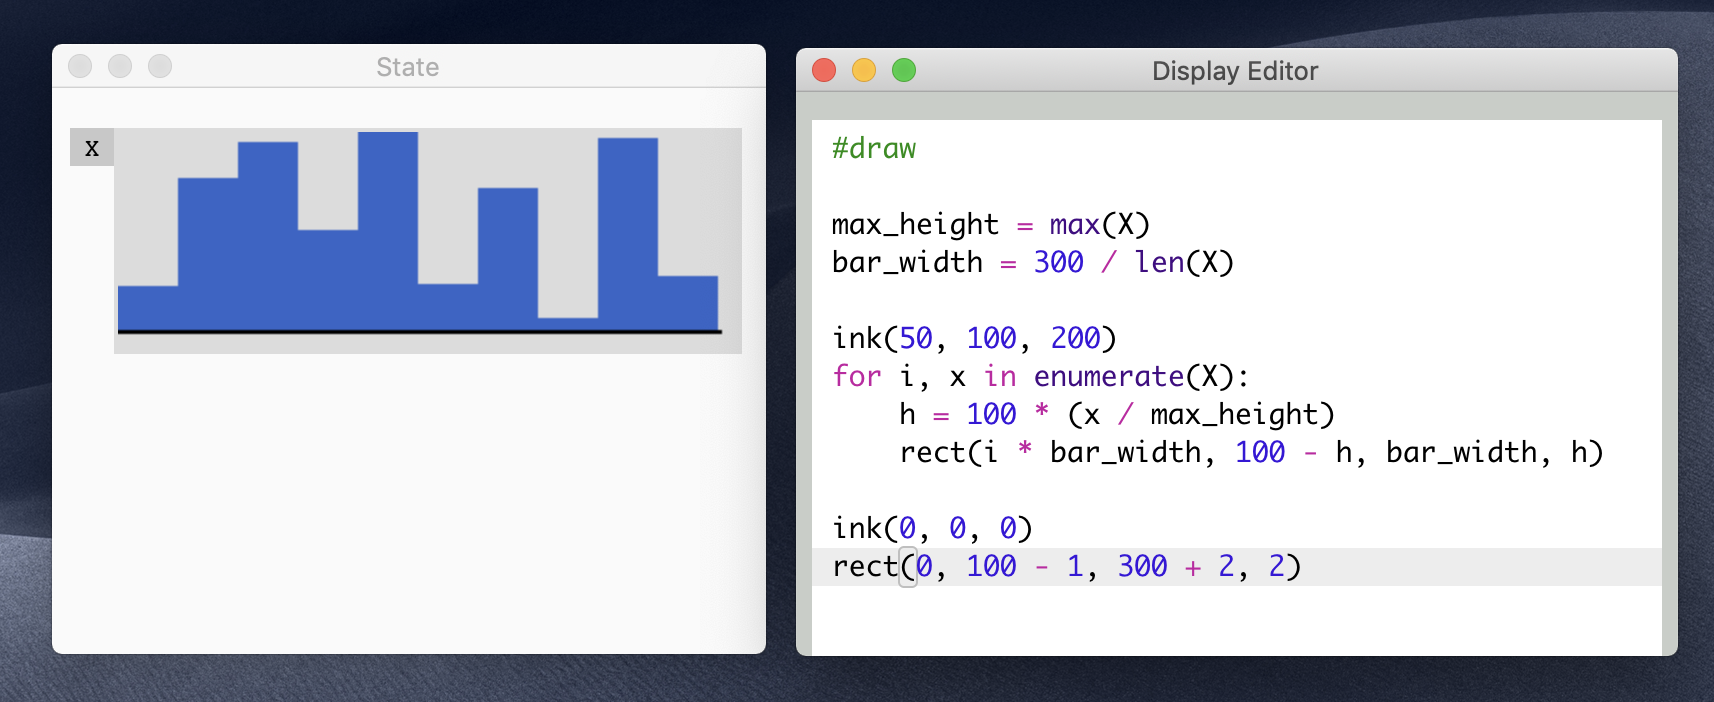 State
X
Display Editor
#draw
max_height = max(X)
bar_width = 300 / len(X)
ink(50, 100, 200)
for i, x in enumerate(X):
    h = 100 * (x / max_height)
    rect(i * bar_width, 100 - h, bar_width, h)
ink(0, 0, 0)
rect(0, 100 - 1, 300 + 2, 2)